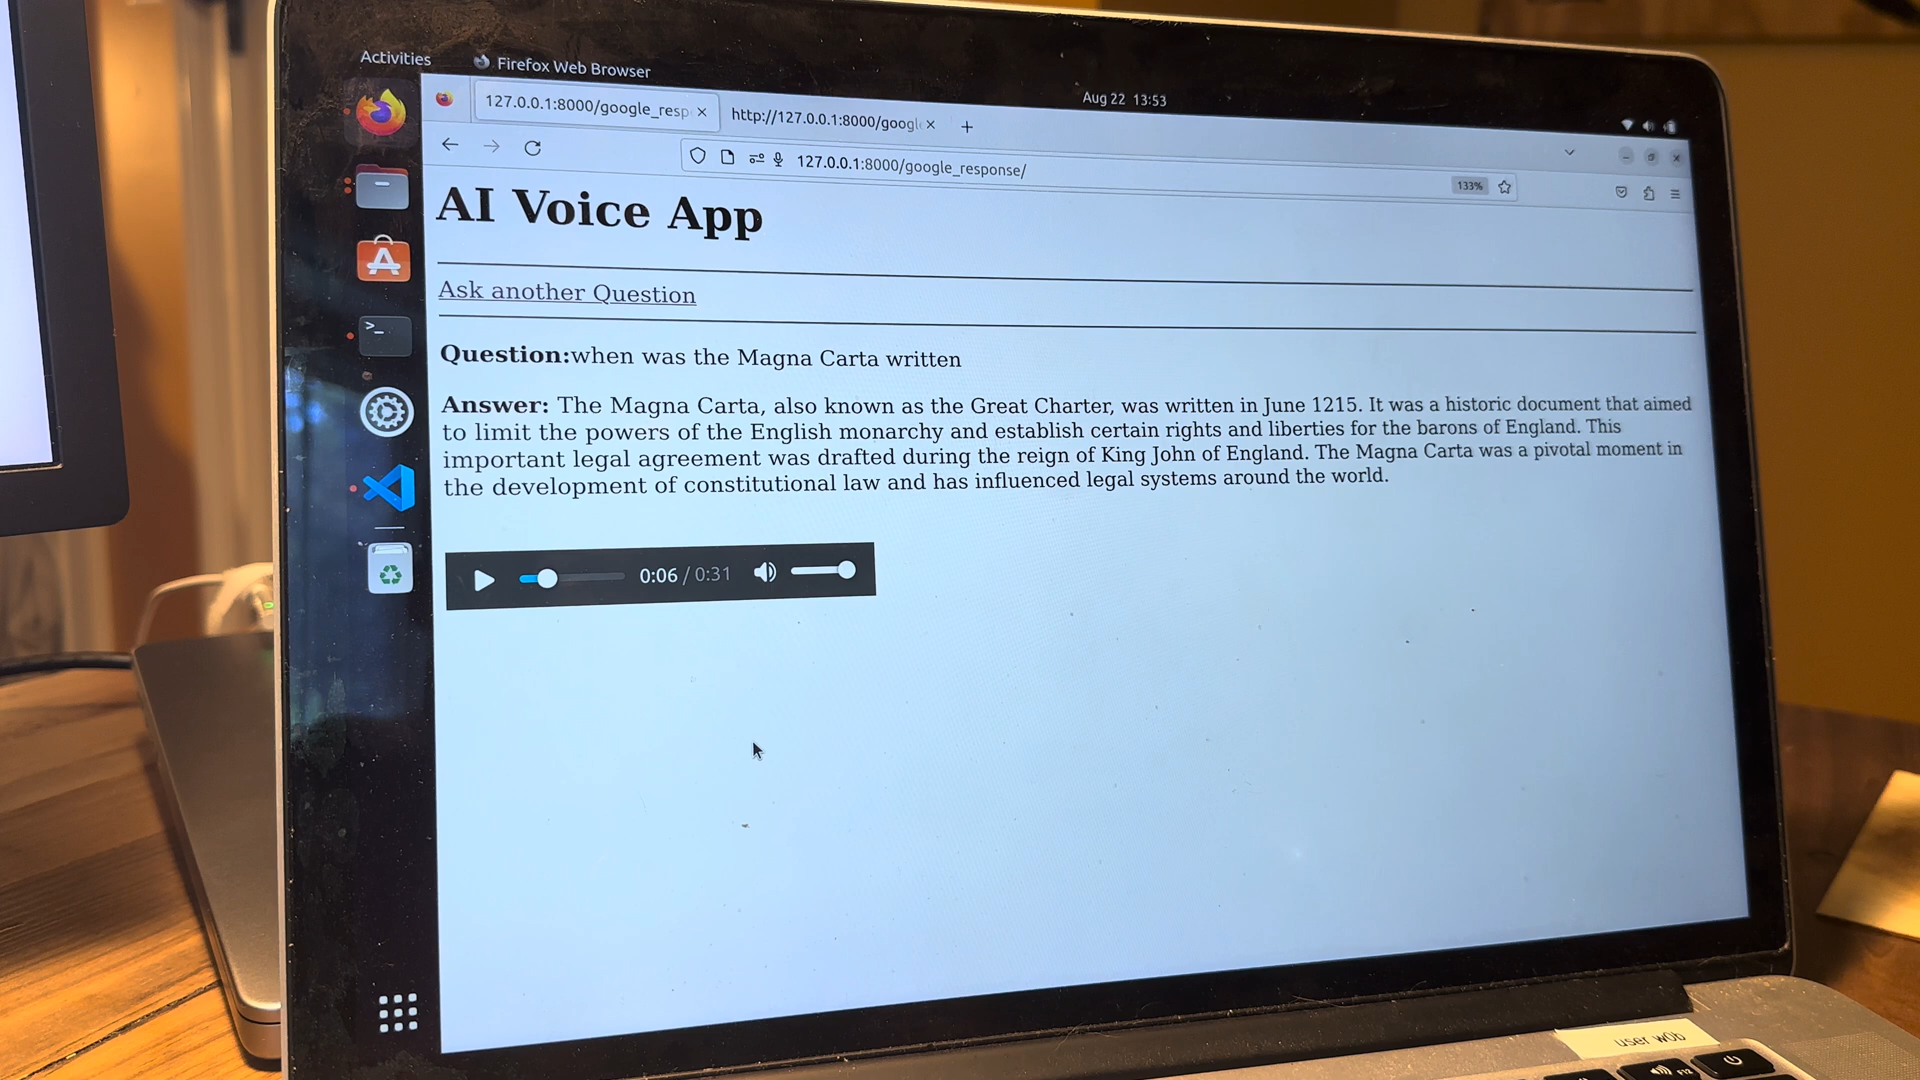 Activities
Firefox Web Browser
Aug 22 13:53
127.0.0.1:8000/google_resp
http://127.0.0.1:8000/googl
127.0.0.1:8000/google_response/
133%
AI Voice App
Ask another Question
Question:when was the Magna Carta written
Answer: The Magna Carta, also known as the Great Charter, was written in June 1215. It was a historic document that aimed
to limit the powers of the English monarchy and establish certain rights and liberties for the barons of England. This
important legal agreement was drafted during the reign of King John of England. The Magna Carta was a pivotal moment in
the development of constitutional law and has influenced legal systems around the world.
0:06 / 0:31
user w0b
F12